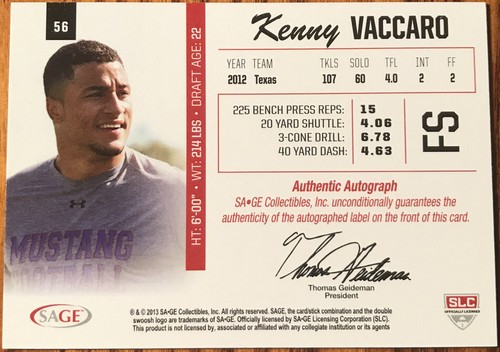 56
Kenny VACCARO
HT: 6'-00" • WT: 214 LBS • DRAFT AGE: 22
YEAR TEAM TKLS SOLO TFL INT FF
2012 Texas 107 60 4.0 2 2
225 BENCH PRESS REPS: 15
20 YARD SHUTTLE: 4.06
3-CONE DRILL: 6.78
40 YARD DASH: 4.63
FS
MUSTANG
FOOTBALL
Authentic Autograph
SA•GE Collectibles, Inc. unconditionally guarantees the
authenticity of the autographed label on the front of this card.
Thomas Geideman
Thomas Geideman
President
SAGE
SLC
OFFICIALLY LICENSED
® & © 2013 SA•GE Collectibles, Inc. All rights reserved. SAGE, the cardstick combination and the double
swoosh logo are trademarks of SA•GE. Officially licensed by SA•GE Licensing Corporation (SLC).
This product is not licensed by, associated or affiliated with any collegiate institution or its agents